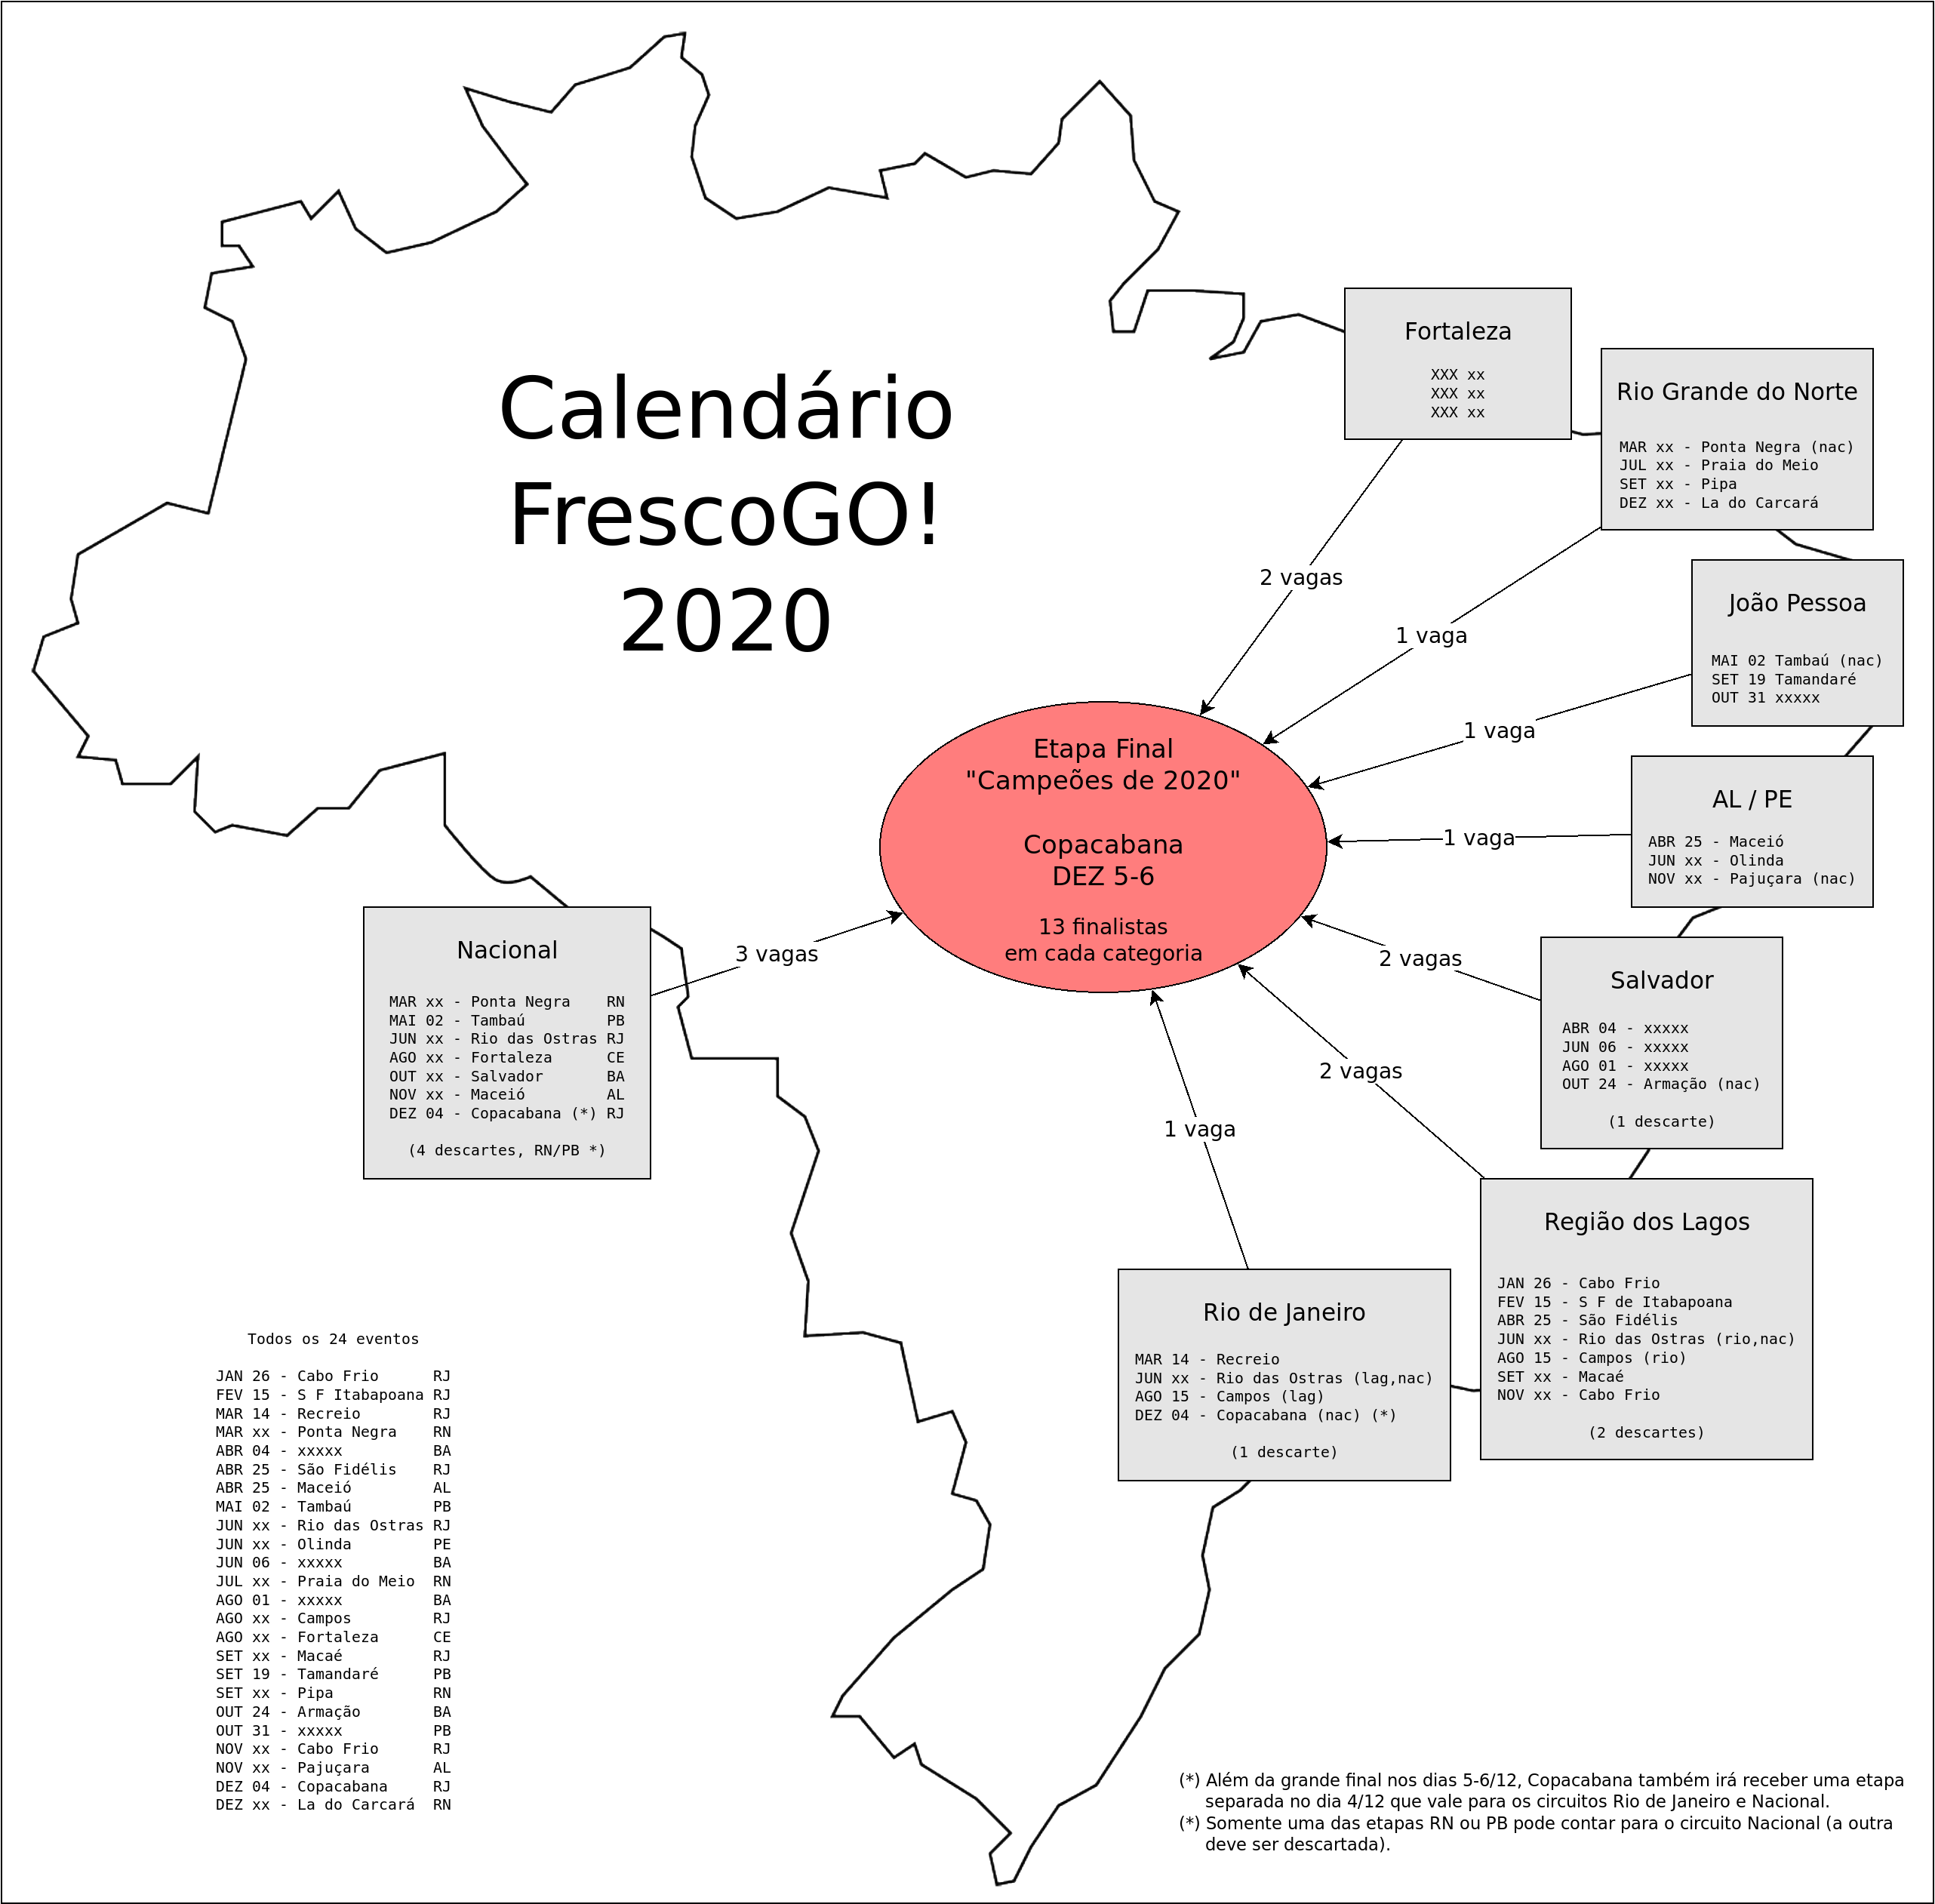 Calendário
FrescoGO!
2020
Fortaleza
XXX xx
XXX xx
XXX xx
Rio Grande do Norte
MAR xx - Ponta Negra (nac)
JUL xx - Praia do Meio
SET xx - Pipa
DEZ xx - La do Carcará
João Pessoa
MAI 02 Tambaú (nac)
SET 19 Tamandaré
OUT 31 xxxxx
AL / PE
ABR 25 - Maceió
JUN xx - Olinda
NOV xx - Pajuçara (nac)
Salvador
ABR 04 - xxxxx
JUN 06 - xxxxx
AGO 01 - xxxxx
OUT 24 - Armação (nac)
(1 descarte)
Região dos Lagos
JAN 26 - Cabo Frio
FEV 15 - S F de Itabapoana
ABR 25 - São Fidélis
JUN xx - Rio das Ostras (rio,nac)
AGO 15 - Campos (rio)
SET xx - Macaé
NOV xx - Cabo Frio
(2 descartes)
Rio de Janeiro
MAR 14 - Recreio
JUN xx - Rio das Ostras (lag,nac)
AGO 15 - Campos (lag)
DEZ 04 - Copacabana (nac) (*)
(1 descarte)
2 vagas
1 vaga
1 vaga
1 vaga
2 vagas
2 vagas
1 vaga
3 vagas
Etapa Final
"Campeões de 2020"
Copacabana
DEZ 5-6
13 finalistas
em cada categoria
Nacional
MAR xx - Ponta Negra RN
MAI 02 - Tambaú PB
JUN xx - Rio das Ostras RJ
AGO xx - Fortaleza CE
OUT xx - Salvador BA
NOV xx - Maceió AL
DEZ 04 - Copacabana (*) RJ
(4 descartes, RN/PB *)
Todos os 24 eventos
JAN 26 - Cabo Frio RJ
FEV 15 - S F Itabapoana RJ
MAR 14 - Recreio RJ
MAR xx - Ponta Negra RN
ABR 04 - xxxxx BA
ABR 25 - São Fidélis RJ
ABR 25 - Maceió AL
MAI 02 - Tambaú PB
JUN xx - Rio das Ostras RJ
JUN xx - Olinda PE
JUN 06 - xxxxx BA
JUL xx - Praia do Meio RN
AGO 01 - xxxxx BA
AGO xx - Campos RJ
AGO xx - Fortaleza CE
SET xx - Macaé RJ
SET 19 - Tamandaré PB
SET xx - Pipa RN
OUT 24 - Armação BA
OUT 31 - xxxxx PB
NOV xx - Cabo Frio RJ
NOV xx - Pajuçara AL
DEZ 04 - Copacabana RJ
DEZ xx - La do Carcará RN
(*) Além da grande final nos dias 5-6/12, Copacabana também irá receber uma etapa
separada no dia 4/12 que vale para os circuitos Rio de Janeiro e Nacional.
(*) Somente uma das etapas RN ou PB pode contar para o circuito Nacional (a outra
deve ser descartada).